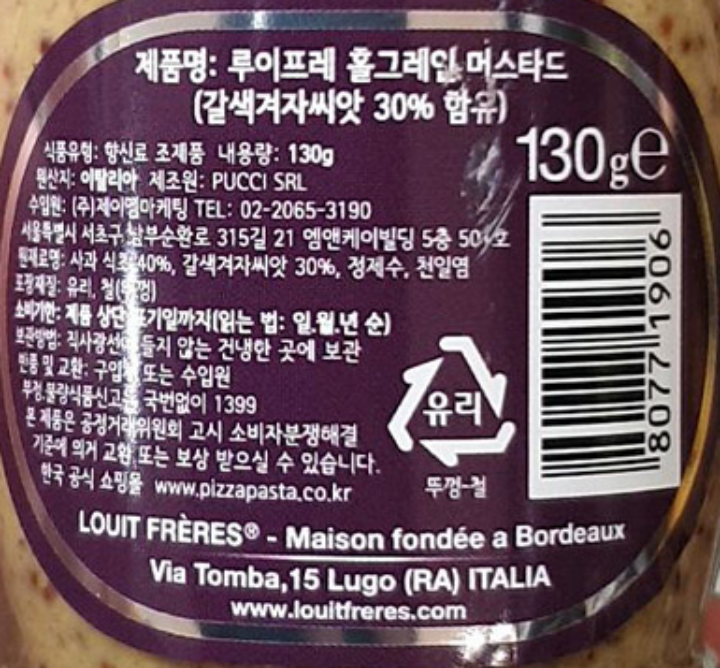 제품명: 루이프레 홀그레인 머스타드
(갈색겨자씨앗 30% 함유)
식품유형: 향신료 조제품 내용량: 130g
원산지: 이탈리아 제조원: PUCCI SRL
수입원: (주)제이엠마케팅 TEL: 02-2065-3190
서울특별시 서초구 남부순환로 315길 21 엠앤케이빌딩 5층
원재료명: 사과 식초 40%, 갈색겨자씨앗 30%, 정제수, 천일염
포장재질: 유리, 철(뚜껑)
소비기한: 제품 상단 표기일까지(읽는 법: 일.월.년 순)
보관방법: 직사광선이 들지 않는 건냉한 곳에 보관
반품 및 교환: 구입처 또는 수입원
부정.불량식품신고는 국번없이 1399
본 제품은 공정거래위원회 고시 소비자분쟁해결
기준에 의거 교환 또는 보상 받으실 수 있습니다.
한국 공식 쇼핑몰 www.pizzapasta.co.kr
130g e
8077 1906
유리
뚜껑-철
LOUIT FRÈRES® - Maison fondée a Bordeaux
Via Tomba,15 Lugo (RA) ITALIA
www.louitfreres.com